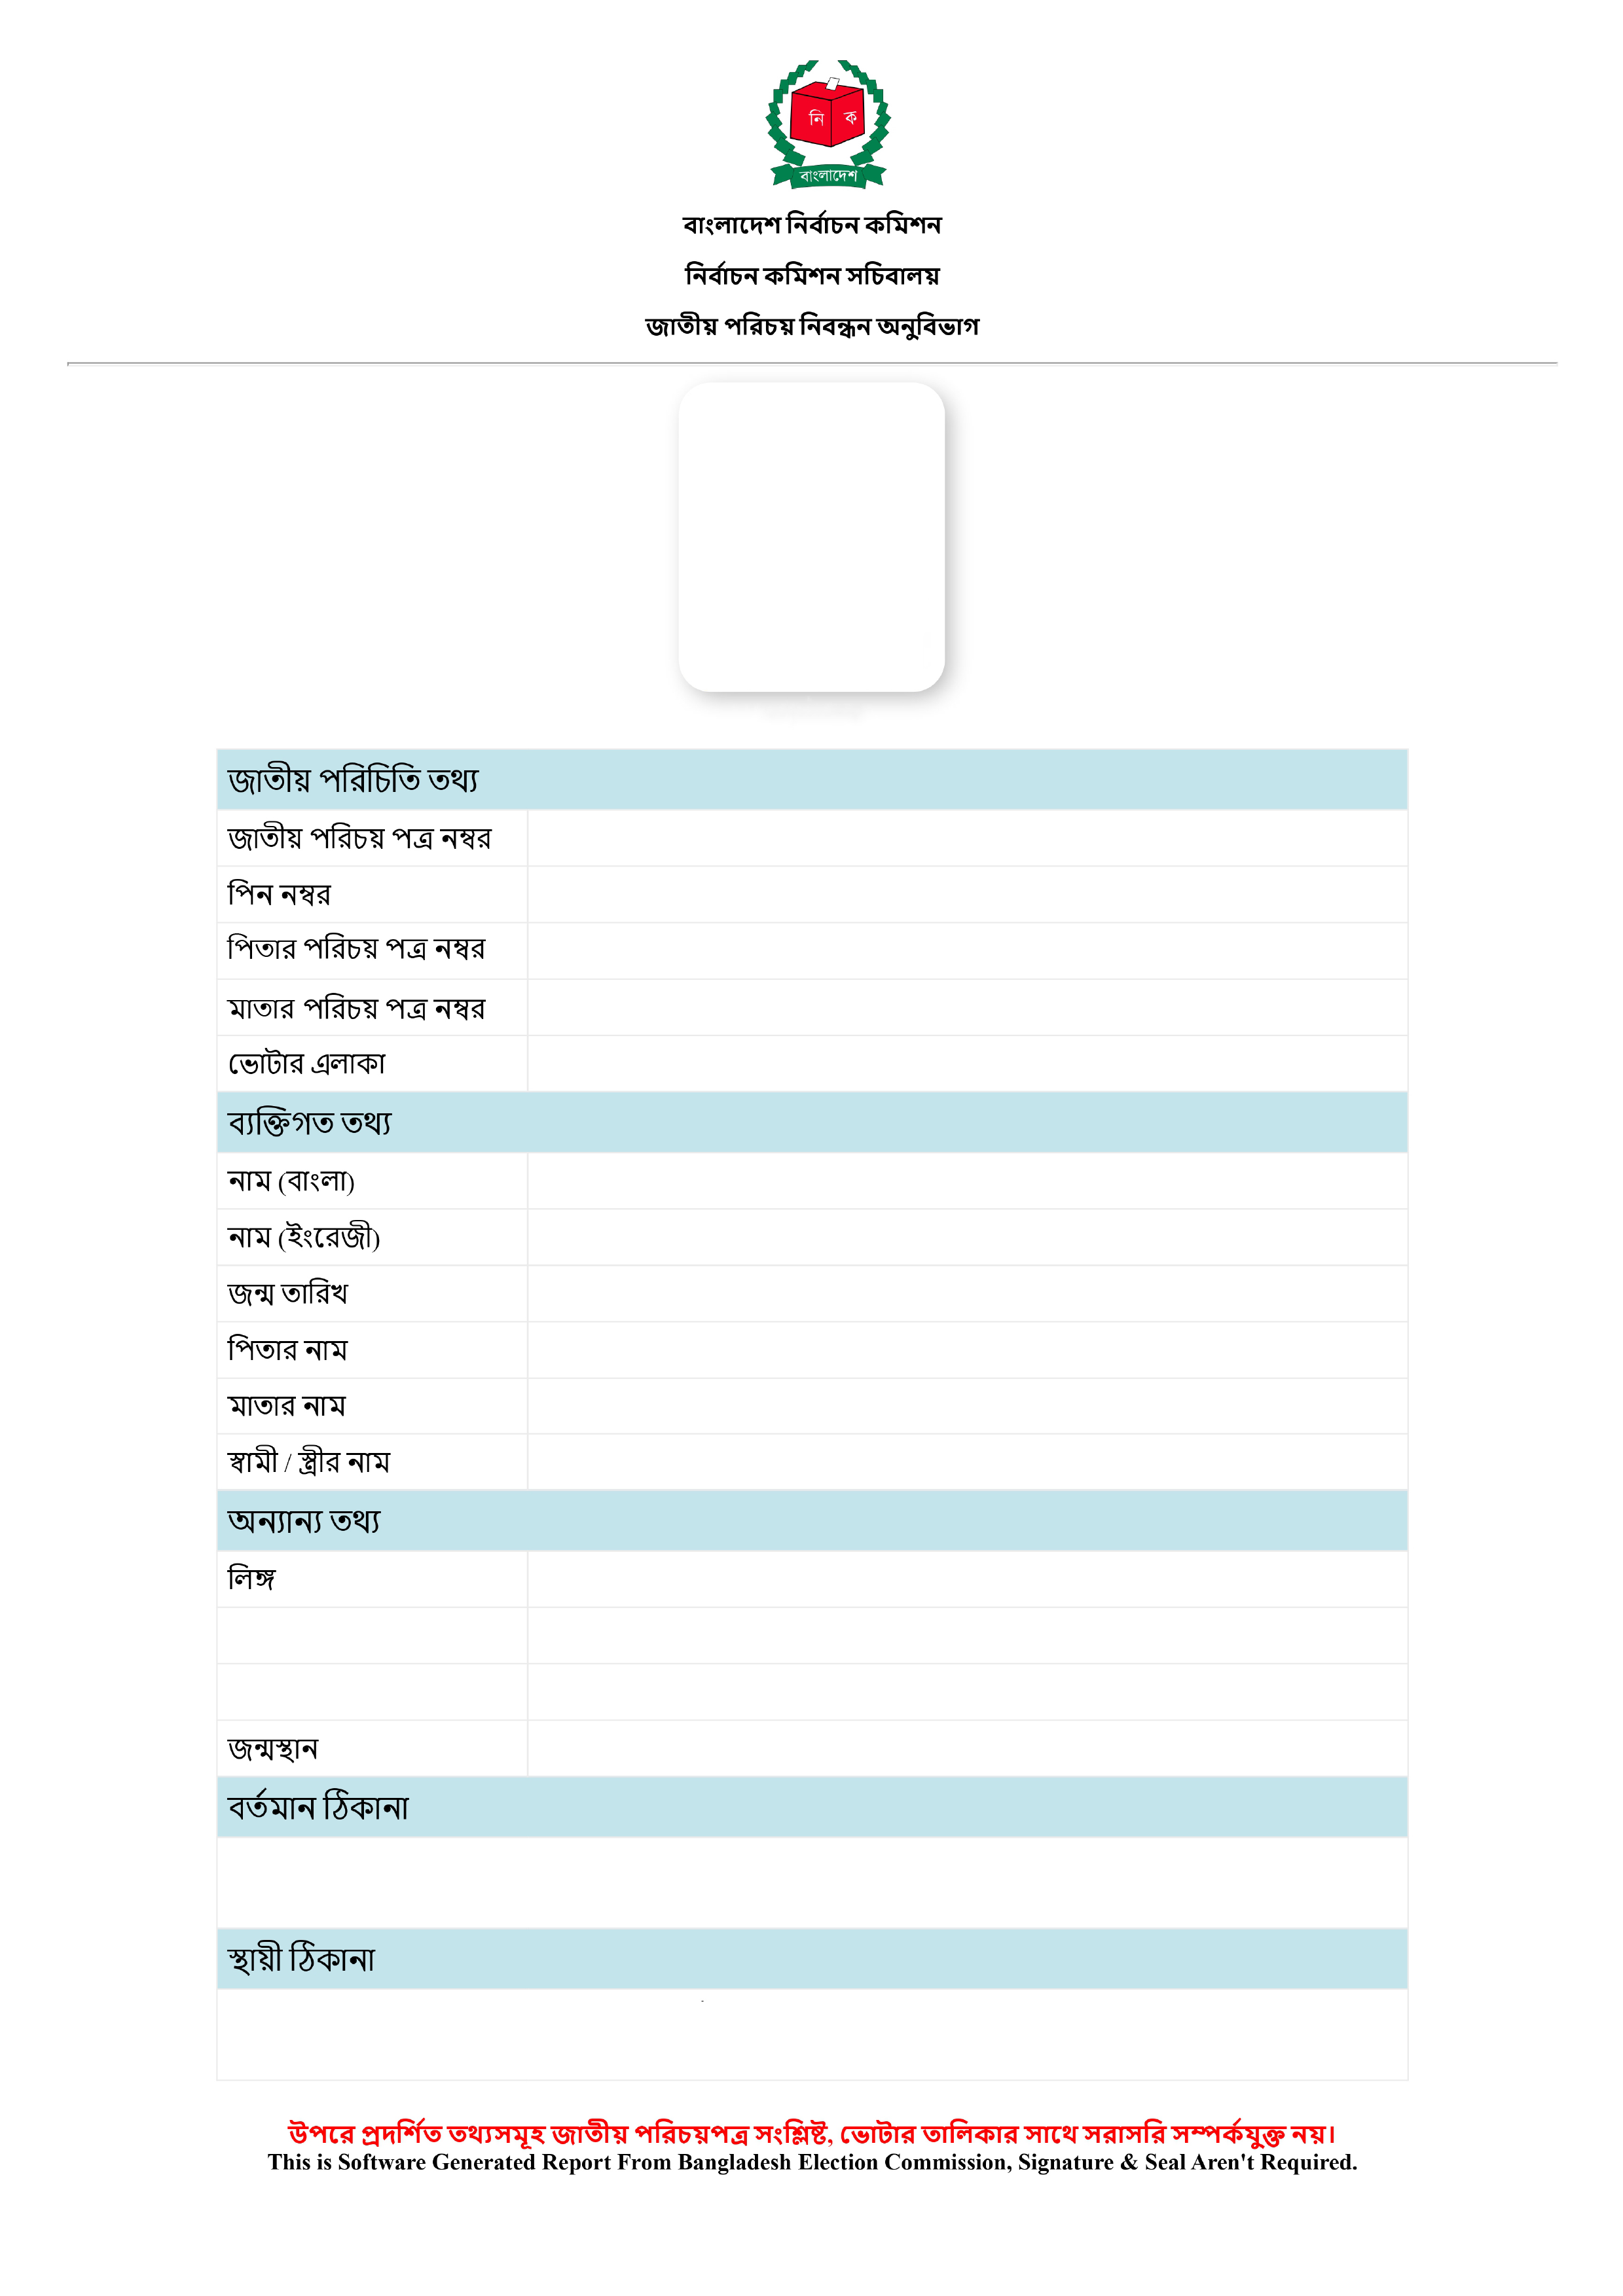 নি ক
বাংলাদেশ
বাংলাদেশ নির্বাচন কমিশন
নির্বাচন কমিশন সচিবালয়
জাতীয় পরিচয় নিবন্ধন অনুবিভাগ
জাতীয় পরিচিতি তথ্য
জাতীয় পরিচয় পত্র নম্বর
পিন নম্বর
পিতার পরিচয় পত্র নম্বর
মাতার পরিচয় পত্র নম্বর
ভোটার এলাকা
ব্যক্তিগত তথ্য
নাম (বাংলা)
নাম (ইংরেজী)
জন্ম তারিখ
পিতার নাম
মাতার নাম
স্বামী / স্ত্রীর নাম
অন্যান্য তথ্য
লিঙ্গ
জন্মস্থান
বর্তমান ঠিকানা
স্থায়ী ঠিকানা
উপরে প্রদর্শিত তথ্যসমূহ জাতীয় পরিচয়পত্র সংশ্লিষ্ট, ভোটার তালিকার সাথে সরাসরি সম্পর্কযুক্ত নয়।
This is Software Generated Report From Bangladesh Election Commission, Signature & Seal Aren't Required.